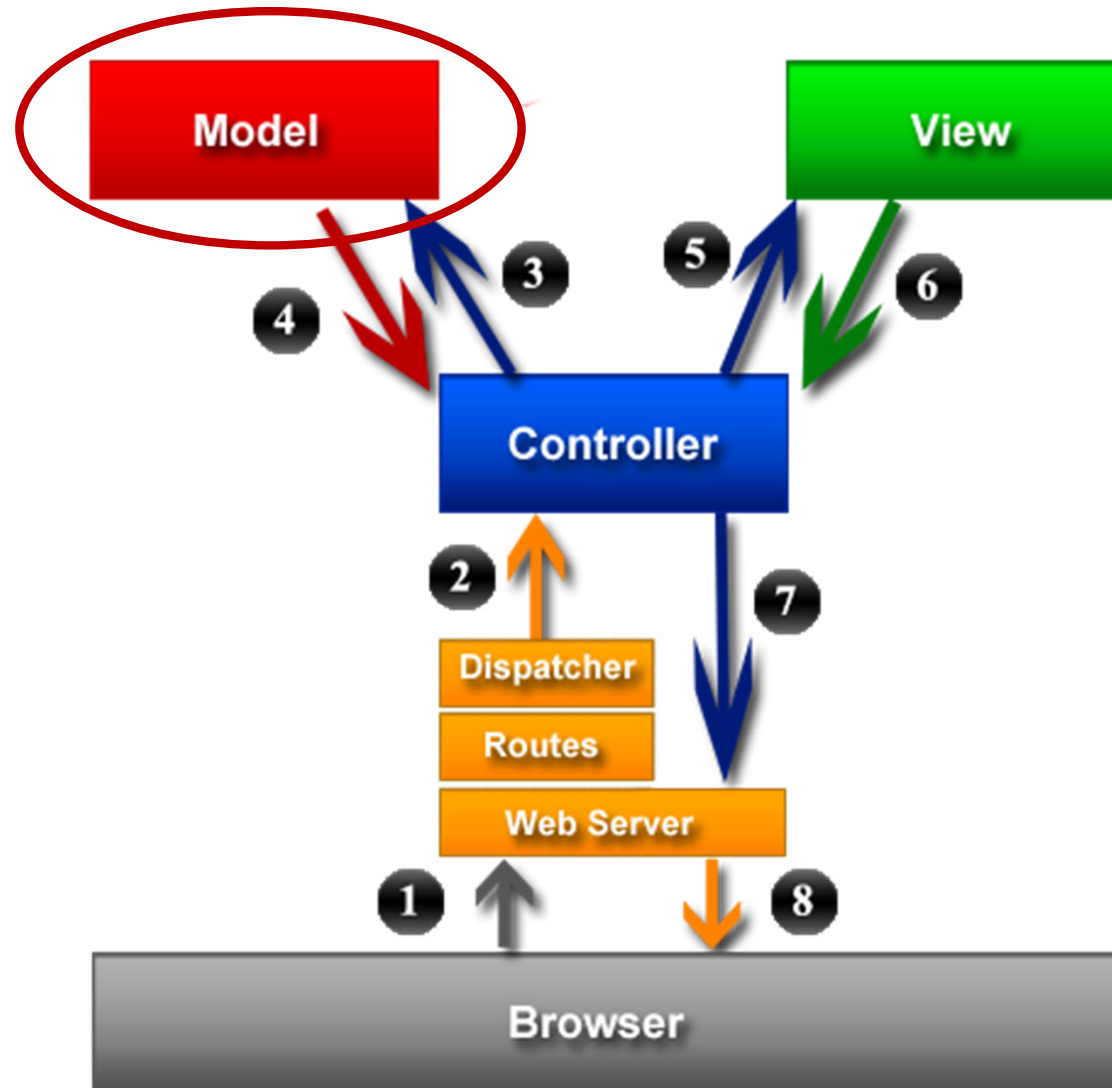 Model
View
3
5
4
6
Controller
2
7
Dispatcher
Routes
Web Server
1
8
Browser